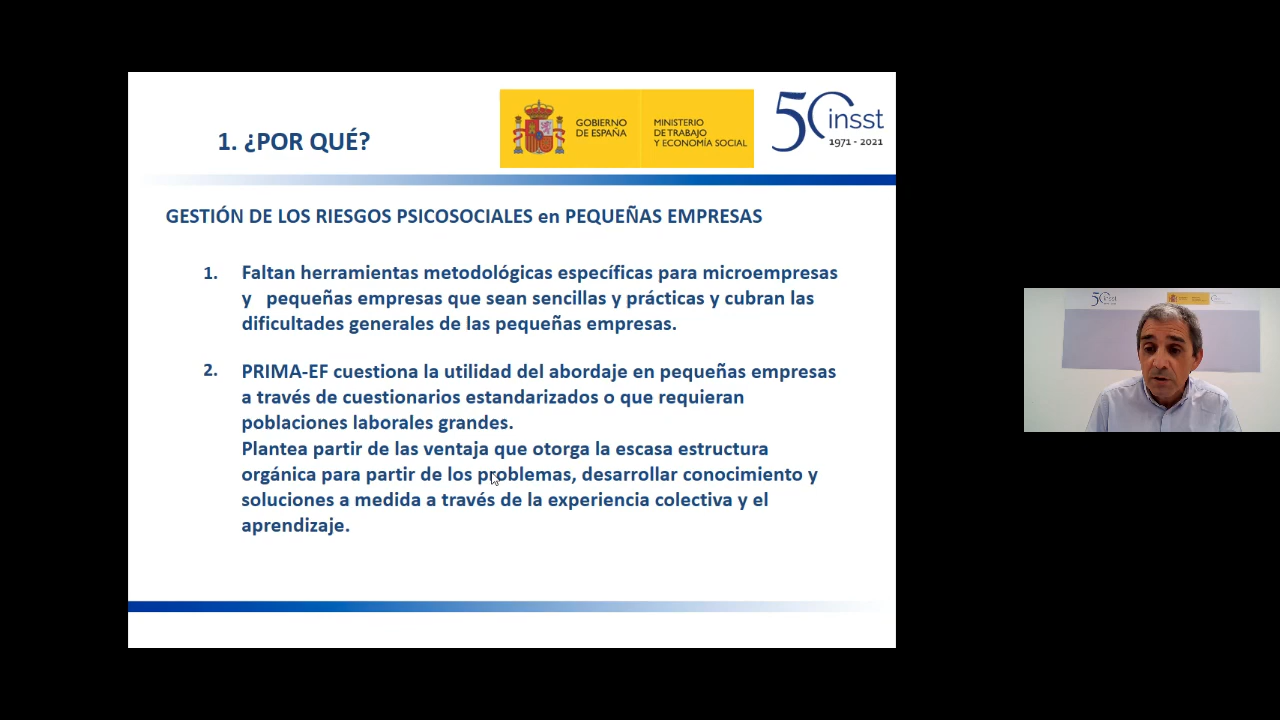 1. ¿POR QUÉ?
GOBIERNO
DE ESPAÑA
MINISTERIO
DE TRABAJO
Y ECONOMÍA SOCIAL
50 insst
1971 - 2021
GESTIÓN DE LOS RIESGOS PSICOSOCIALES en PEQUEÑAS EMPRESAS
1. Faltan herramientas metodológicas específicas para microempresas
y pequeñas empresas que sean sencillas y prácticas y cubran las
dificultades generales de las pequeñas empresas.
2. PRIMA-EF cuestiona la utilidad del abordaje en pequeñas empresas
a través de cuestionarios estandarizados o que requieran
poblaciones laborales grandes.
Plantea partir de las ventaja que otorga la escasa estructura
orgánica para partir de los problemas, desarrollar conocimiento y
soluciones a medida a través de la experiencia colectiva y el
aprendizaje.